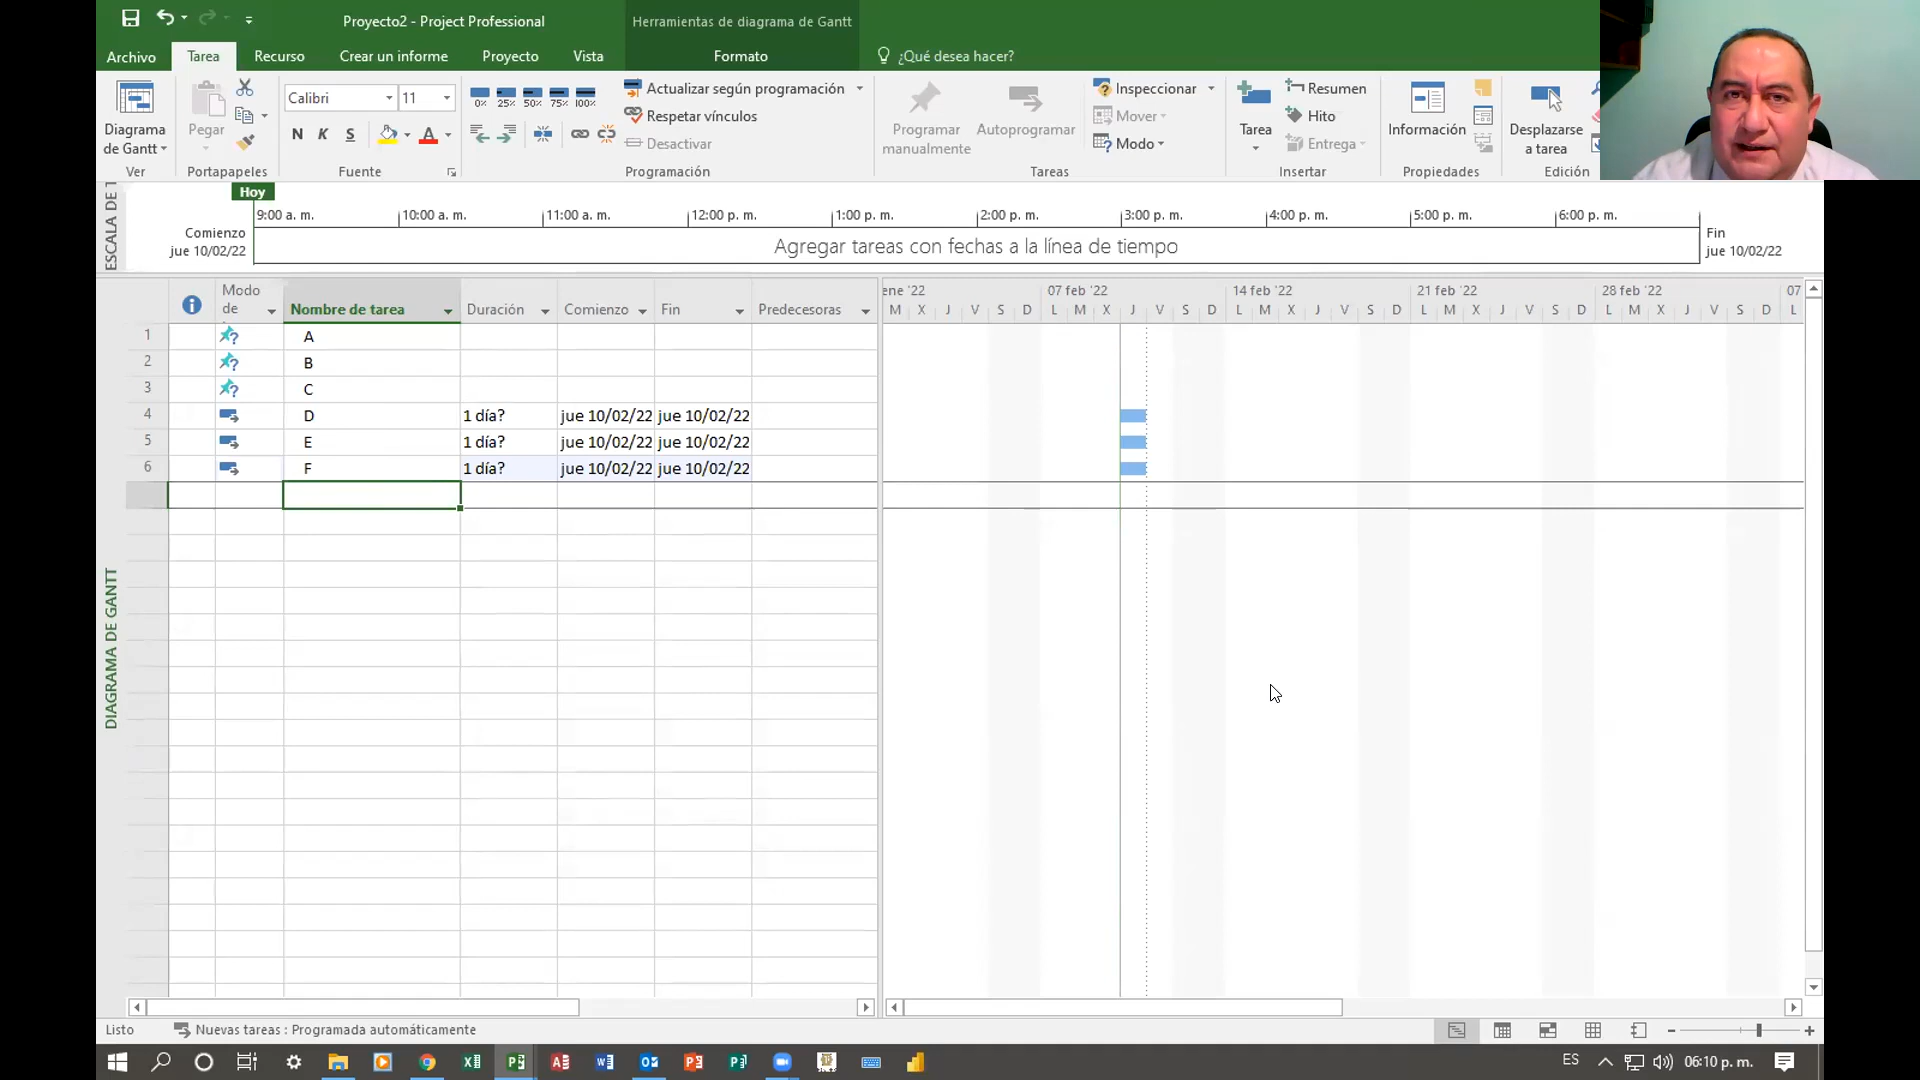 Proyecto2 - Project Professional
Herramientas de diagrama de Gantt
Archivo Tarea Recurso Crear un informe Proyecto Vista Formato ¿Qué desea hacer?
Diagrama de Gantt
Ver
Pegar
Portapapeles
Calibri 11
N K S A
Fuente
0% 25% 50% 75% 100%
Actualizar según programación
Respetar vínculos
Desactivar
Programación
Programar manualmente
Autoprogramar
Inspeccionar
Mover
Modo
Tareas
Tarea
Resumen
Hito
Entrega
Insertar
Información
Propiedades
Desplazarse a tarea
Edición
ESCALA DE T
Hoy
9:00 a. m. 10:00 a. m. 11:00 a. m. 12:00 p. m. 1:00 p. m. 2:00 p. m. 3:00 p. m. 4:00 p. m. 5:00 p. m. 6:00 p. m.
Comienzo
jue 10/02/22
Agregar tareas con fechas a la línea de tiempo
Fin
jue 10/02/22
Modo de
Nombre de tarea Duración Comienzo Fin Predecesoras
ene '22 07 feb '22 14 feb '22 21 feb '22 28 feb '22 07
M X J V S D L M X J V S D L M X J V S D L M X J V S D L M X J V S D L
1 A
2 B
3 C
4 D 1 día? jue 10/02/22 jue 10/02/22
5 E 1 día? jue 10/02/22 jue 10/02/22
6 F 1 día? jue 10/02/22 jue 10/02/22
DIAGRAMA DE GANTT
Listo Nuevas tareas : Programada automáticamente
ES 06:10 p. m.